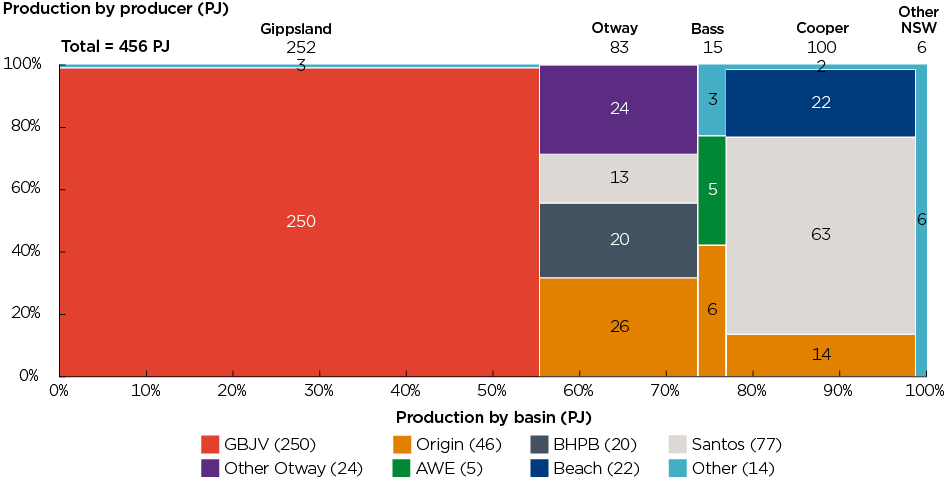 Production by producer (PJ)
Total = 456 PJ
Gippsland
252
Otway
83
Bass
15
Cooper
100
Other
NSW
6
100%
80%
60%
40%
20%
0%
3
250
24
13
20
26
3
5
6
2
22
63
14
6
0% 10% 20% 30% 40% 50% 60% 70% 80% 90% 100%
Production by basin (PJ)
GBJV (250) Origin (46) BHPB (20) Santos (77)
Other Otway (24) AWE (5) Beach (22) Other (14)